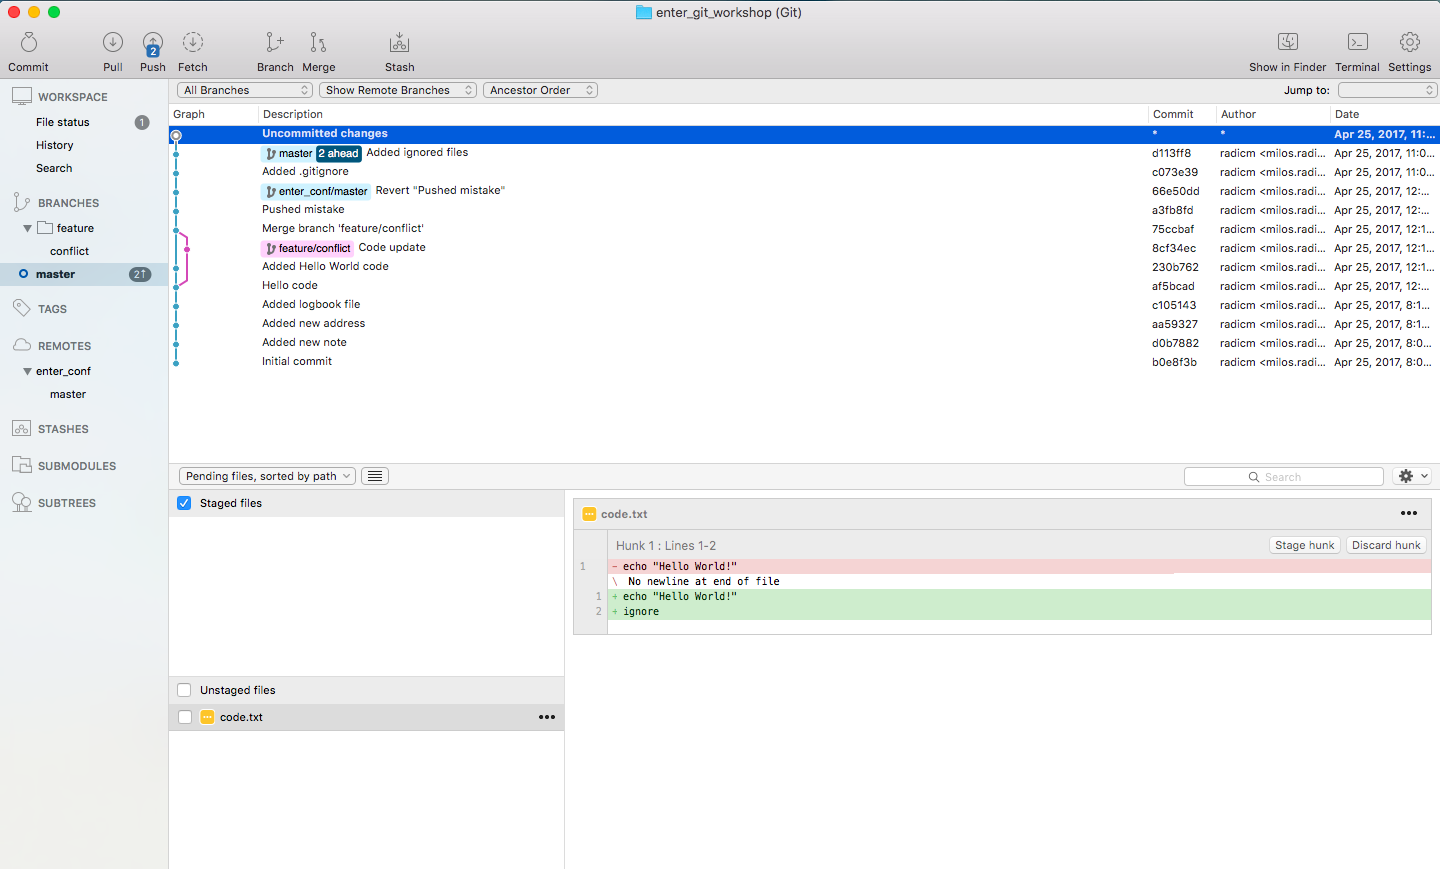 enter_git_workshop (Git)
Commit Pull Push 2 Fetch Branch Merge Stash Show in Finder Terminal Settings
WORKSPACE
File status 1
History
Search
BRANCHES
feature
conflict
master 2↑
TAGS
REMOTES
enter_conf
master
STASHES
SUBMODULES
SUBTREES
All Branches Show Remote Branches Ancestor Order Jump to:
Graph Description Commit Author Date
Uncommitted changes * * Apr 25, 2017, 11:...
master 2 ahead Added ignored files d113ff8 radicm <milos.radi... Apr 25, 2017, 11:0...
Added .gitignore c073e39 radicm <milos.radi... Apr 25, 2017, 11:0...
enter_conf/master Revert "Pushed mistake" 66e50dd radicm <milos.radi... Apr 25, 2017, 12:...
Pushed mistake a3fb8fd radicm <milos.radi... Apr 25, 2017, 12:...
Merge branch 'feature/conflict' 75ccbaf radicm <milos.radi... Apr 25, 2017, 12:1...
feature/conflict Code update 8cf34ec radicm <milos.radi... Apr 25, 2017, 12:1...
Added Hello World code 230b762 radicm <milos.radi... Apr 25, 2017, 12:1...
Hello code af5bcad radicm <milos.radi... Apr 25, 2017, 12:...
Added logbook file c105143 radicm <milos.radi... Apr 25, 2017, 8:1...
Added new address aa59327 radicm <milos.radi... Apr 25, 2017, 8:1...
Added new note d0b7882 radicm <milos.radi... Apr 25, 2017, 8:0...
Initial commit b0e8f3b radicm <milos.radi... Apr 25, 2017, 8:0...
Pending files, sorted by path Search
Staged files
Unstaged files
code.txt
code.txt
Hunk 1 : Lines 1-2 Stage hunk Discard hunk
1 - echo "Hello World!"
\ No newline at end of file
1 + echo "Hello World!"
2 + ignore